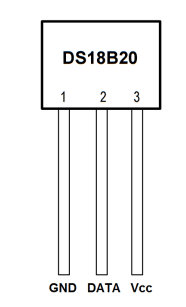 DS18B20
1 2 3
GND DATA Vcc